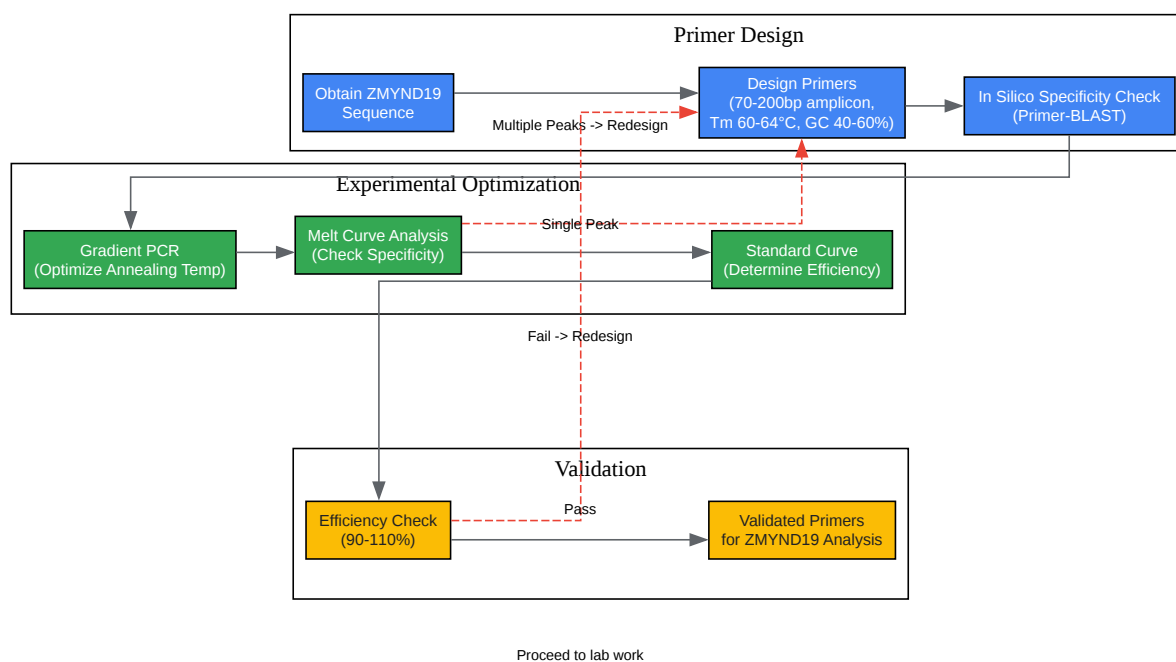 Primer Design
Obtain ZMYND19
Sequence
Design Primers
(70-200bp amplicon,
Tm 60-64°C, GC 40-60%)
In Silico Specificity Check
(Primer-BLAST)
Multiple Peaks -> Redesign
Experimental Optimization
Gradient PCR
(Optimize Annealing Temp)
Melt Curve Analysis
(Check Specificity)
Single Peak
Standard Curve
(Determine Efficiency)
Fail -> Redesign
Validation
Efficiency Check
(90-110%)
Pass
Validated Primers
for ZMYND19 Analysis
Proceed to lab work